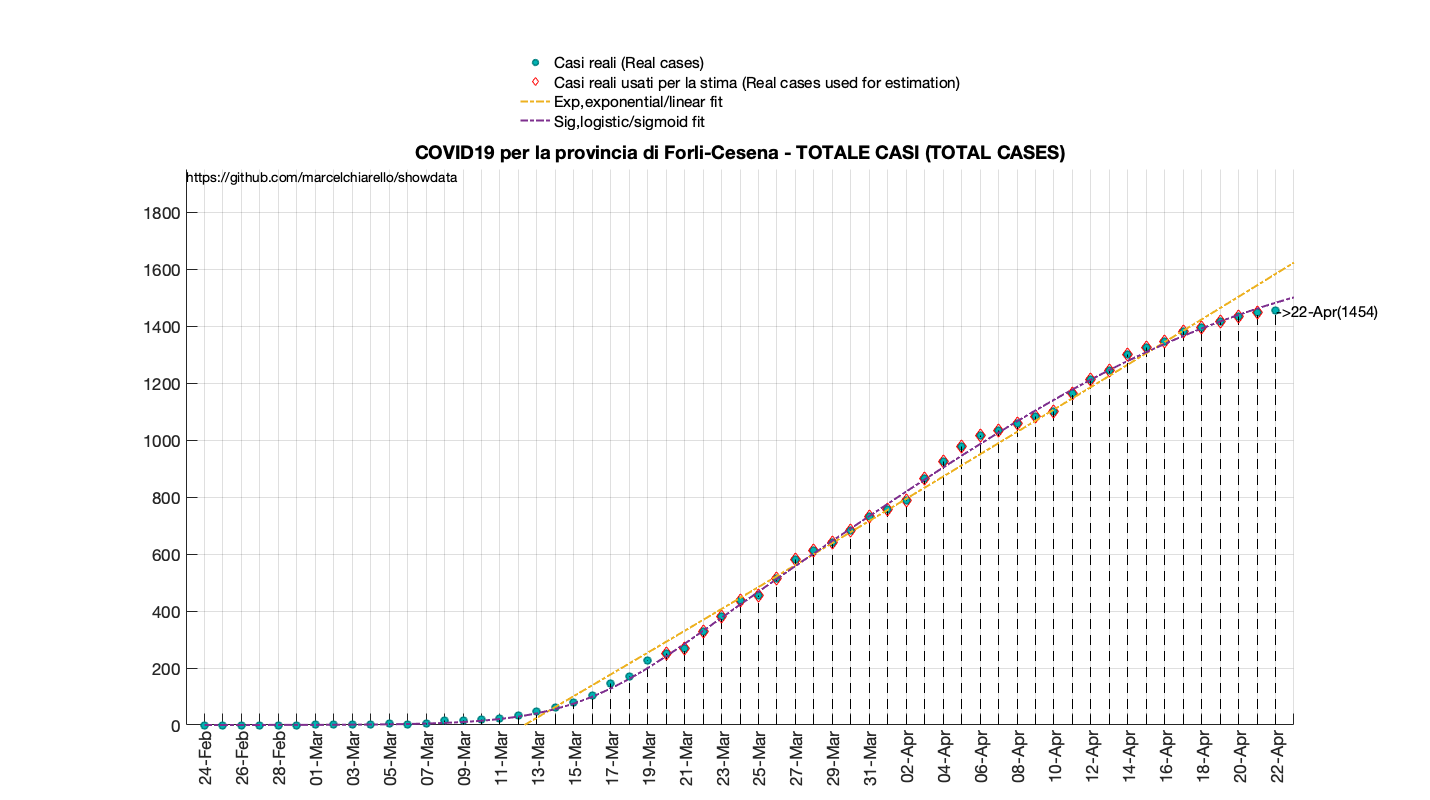 Casi reali (Real cases)
Casi reali usati per la stima (Real cases used for estimation)
Exp,exponential/linear fit
Sig,logistic/sigmoid fit
COVID19 per la provincia di Forlì-Cesena - TOTALE CASI (TOTAL CASES)
https://github.com/marcelchiarello/showdata
1800
1600
1400
1200
1000
800
600
400
200
0
>22-Apr(1454)
24-Feb
26-Feb
28-Feb
01-Mar
03-Mar
05-Mar
07-Mar
09-Mar
11-Mar
13-Mar
15-Mar
17-Mar
19-Mar
21-Mar
23-Mar
25-Mar
27-Mar
29-Mar
31-Mar
02-Apr
04-Apr
06-Apr
08-Apr
10-Apr
12-Apr
14-Apr
16-Apr
18-Apr
20-Apr
22-Apr